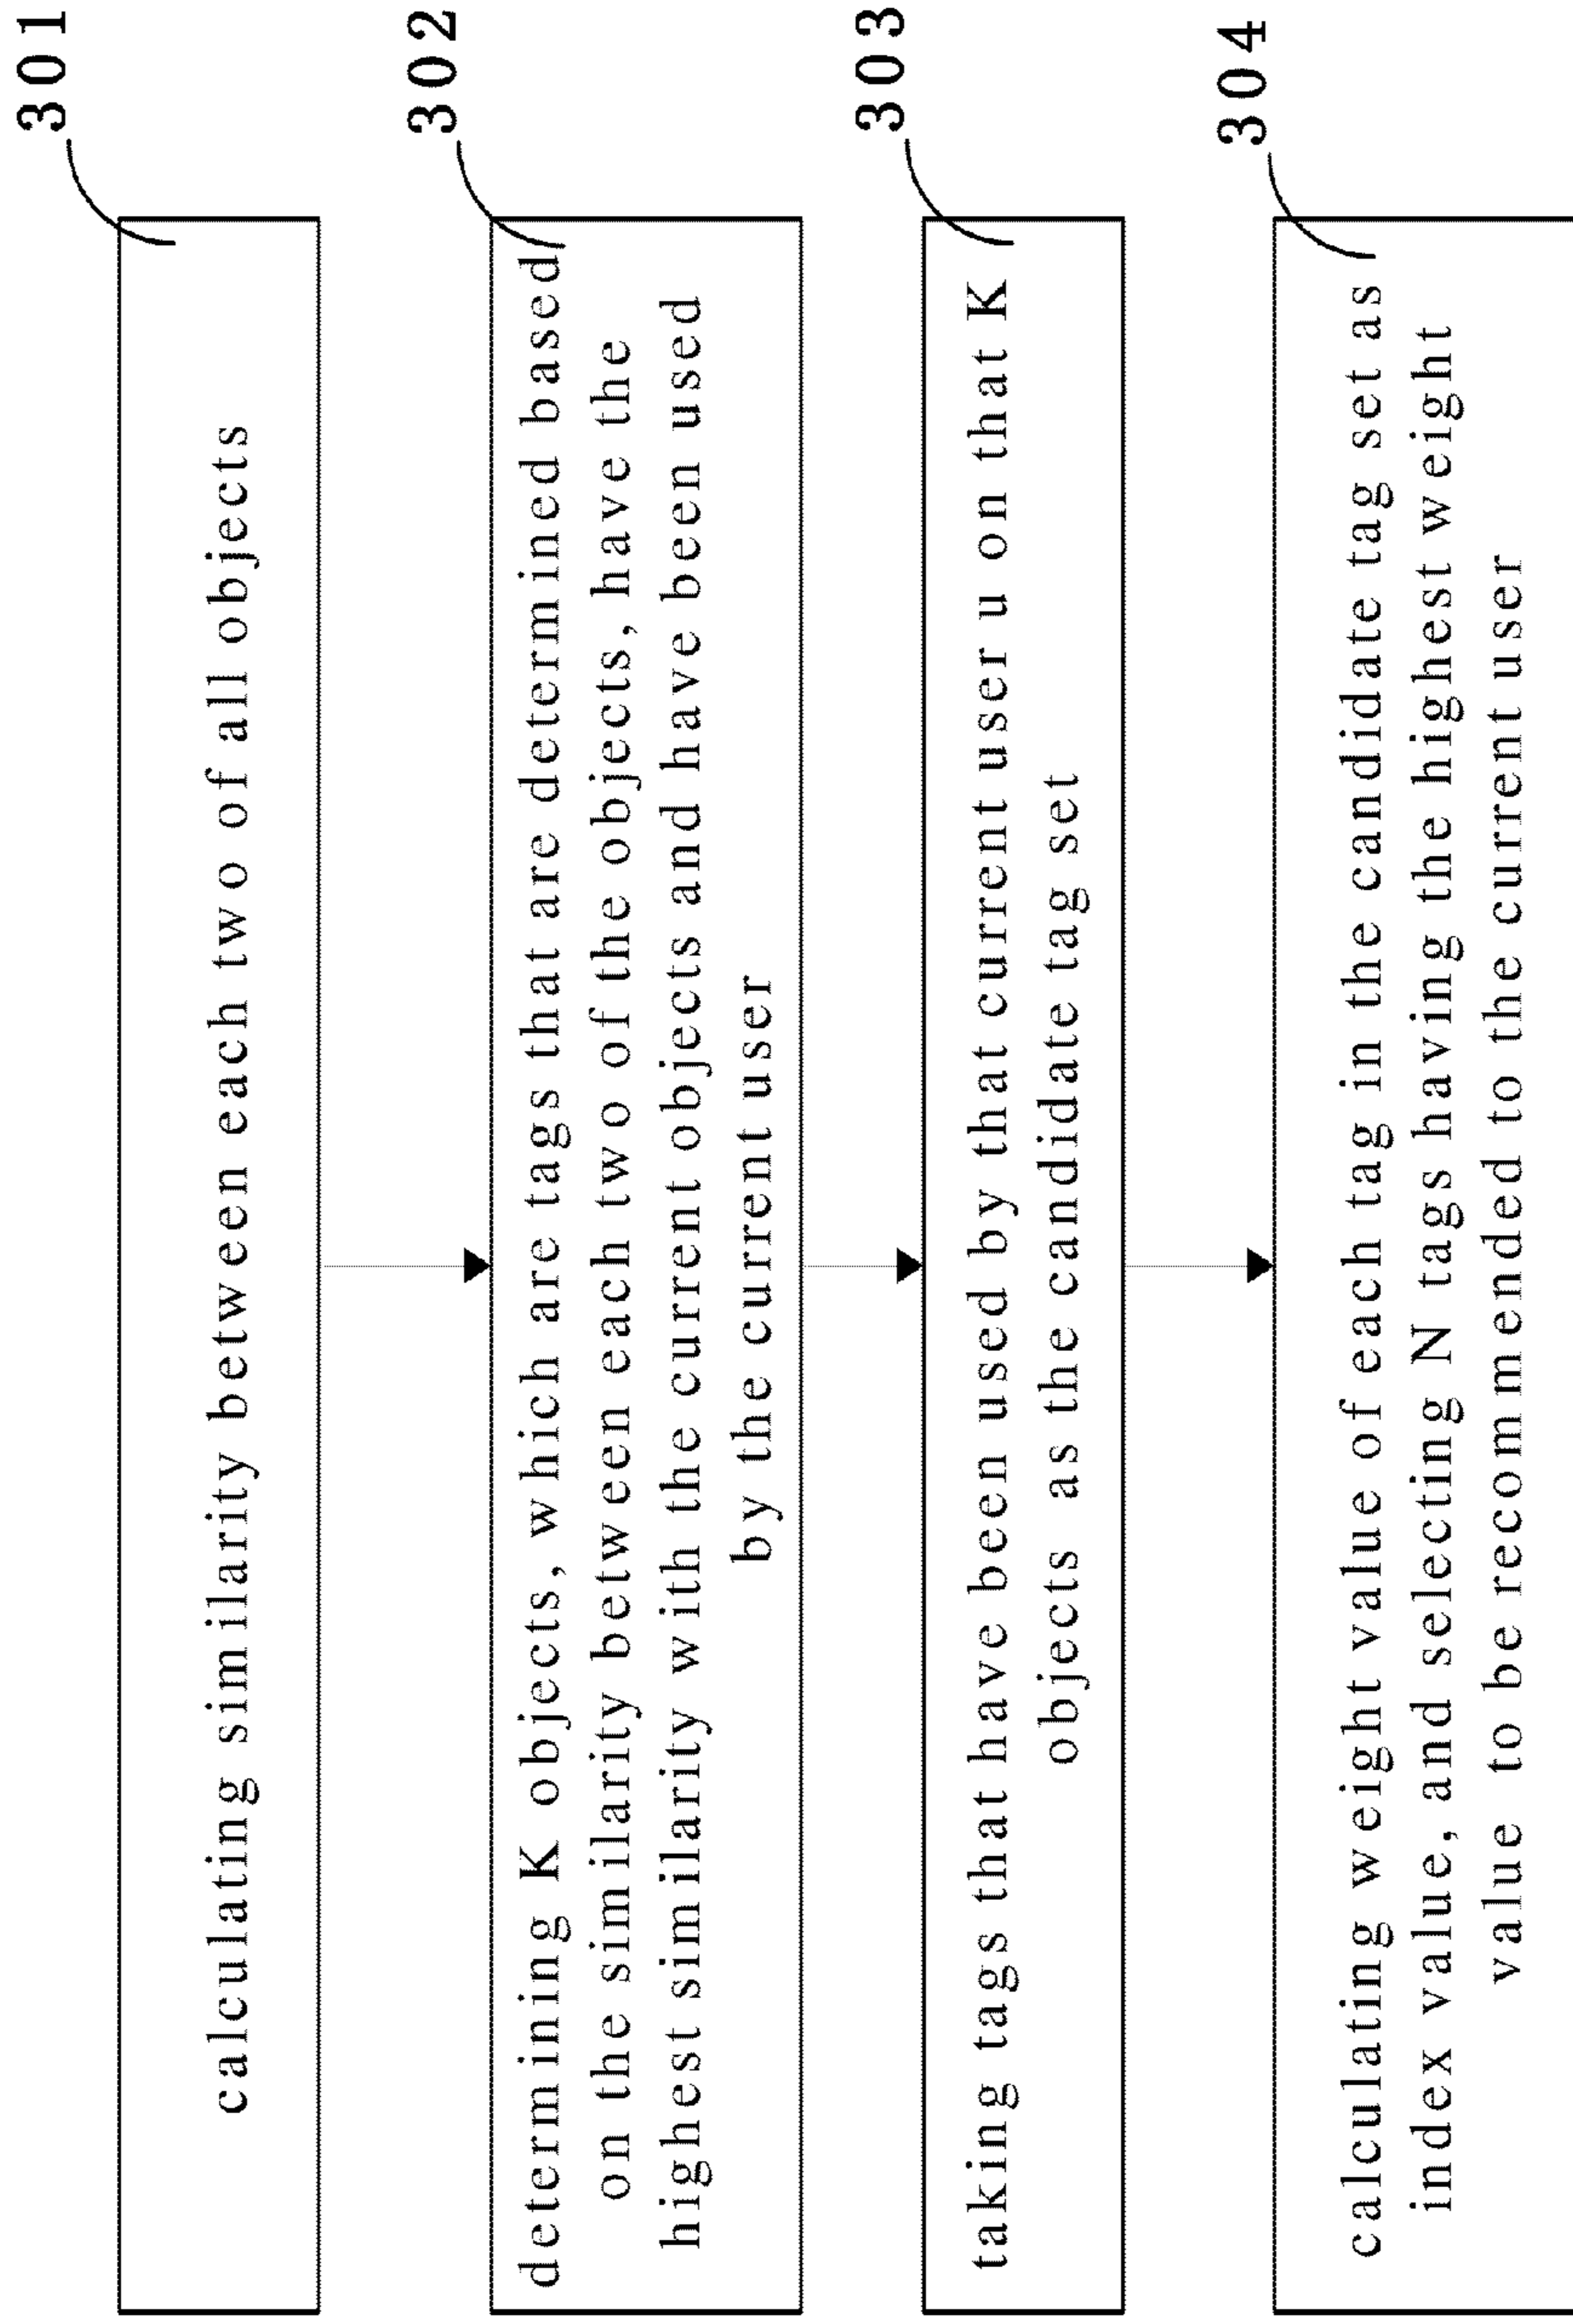 301
calculating similarity between each two of all objects
302
determining K objects, which are tags that are determined based
on the similarity between each two of the objects, have the
highest similarity with the current objects and have been used
by the current user
303
taking tags that have been used by that current user u on that K
objects as the candidate tag set
304
calculating weight value of each tag in the candidate tag set as
index value, and selecting N tags having the highest weight
value to be recommended to the current user